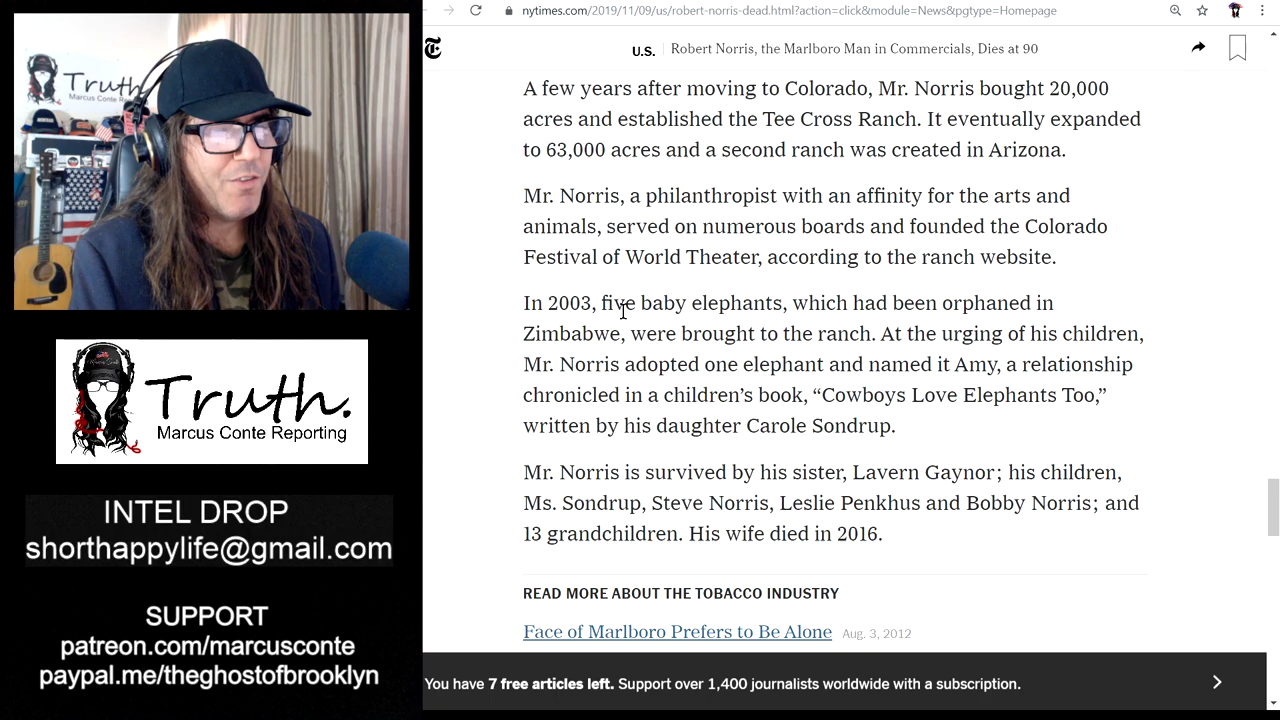 nytimes.com/2019/11/09/us/robert-norris-dead.html?action=click&module=News&pgtype=Homepage
U.S. | Robert Norris, the Marlboro Man in Commercials, Dies at 90
Truth.
Marcus Conte Reporting
A few years after moving to Colorado, Mr. Norris bought 20,000
acres and established the Tee Cross Ranch. It eventually expanded
to 63,000 acres and a second ranch was created in Arizona.
Mr. Norris, a philanthropist with an affinity for the arts and
animals, served on numerous boards and founded the Colorado
Festival of World Theater, according to the ranch website.
In 2003, five baby elephants, which had been orphaned in
Zimbabwe, were brought to the ranch. At the urging of his children,
Mr. Norris adopted one elephant and named it Amy, a relationship
chronicled in a children’s book, “Cowboys Love Elephants Too,”
written by his daughter Carole Sondrup.
Mr. Norris is survived by his sister, Lavern Gaynor; his children,
Ms. Sondrup, Steve Norris, Leslie Penkhus and Bobby Norris; and
13 grandchildren. His wife died in 2016.
READ MORE ABOUT THE TOBACCO INDUSTRY
Face of Marlboro Prefers to Be Alone Aug. 3, 2012
You have 7 free articles left. Support over 1,400 journalists worldwide with a subscription.
Truth.
Marcus Conte Reporting
INTEL DROP
shorthappylife@gmail.com
SUPPORT
patreon.com/marcusconte
paypal.me/theghostofbrooklyn